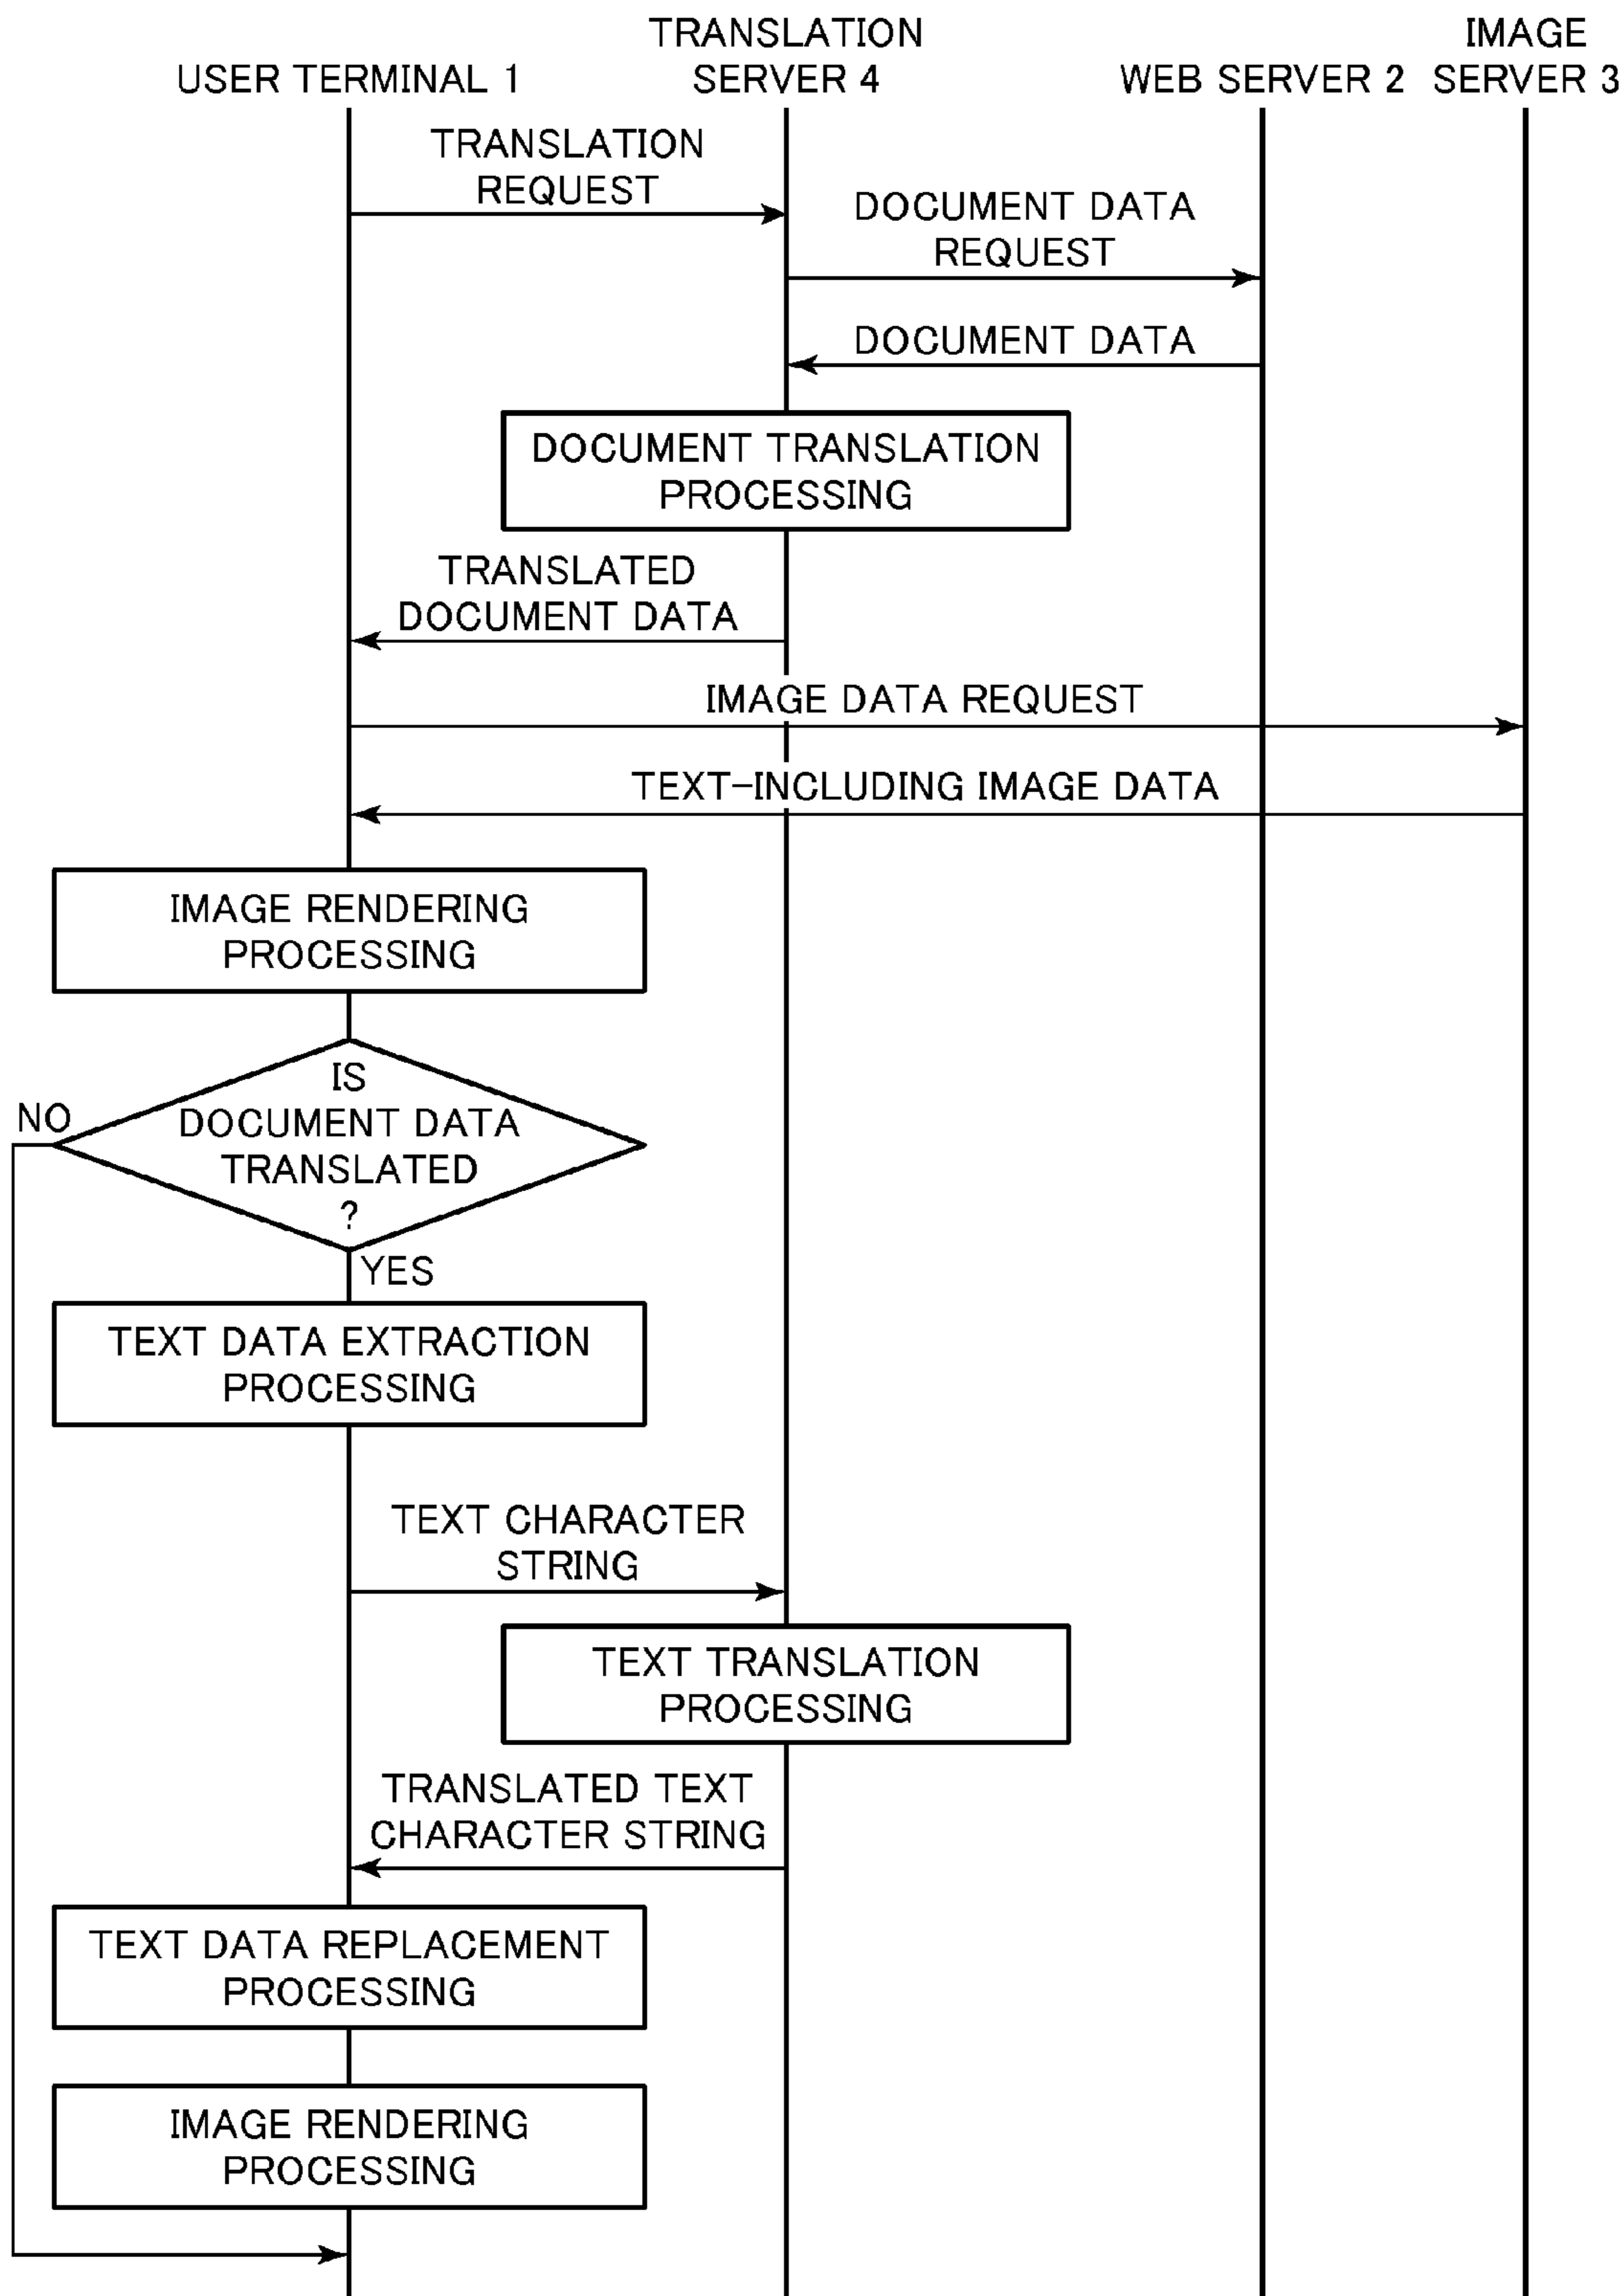 TRANSLATION
SERVER 4
IMAGE
SERVER 3
USER TERMINAL 1
WEB SERVER 2
TRANSLATION
REQUEST
DOCUMENT DATA
REQUEST
DOCUMENT DATA
DOCUMENT TRANSLATION
PROCESSING
TRANSLATED
DOCUMENT DATA
IMAGE DATA REQUEST
TEXT-INCLUDING IMAGE DATA
IMAGE RENDERING
PROCESSING
IS
DOCUMENT DATA
TRANSLATED
?
NO
YES
TEXT DATA EXTRACTION
PROCESSING
TEXT CHARACTER
STRING
TEXT TRANSLATION
PROCESSING
TRANSLATED TEXT
CHARACTER STRING
TEXT DATA REPLACEMENT
PROCESSING
IMAGE RENDERING
PROCESSING